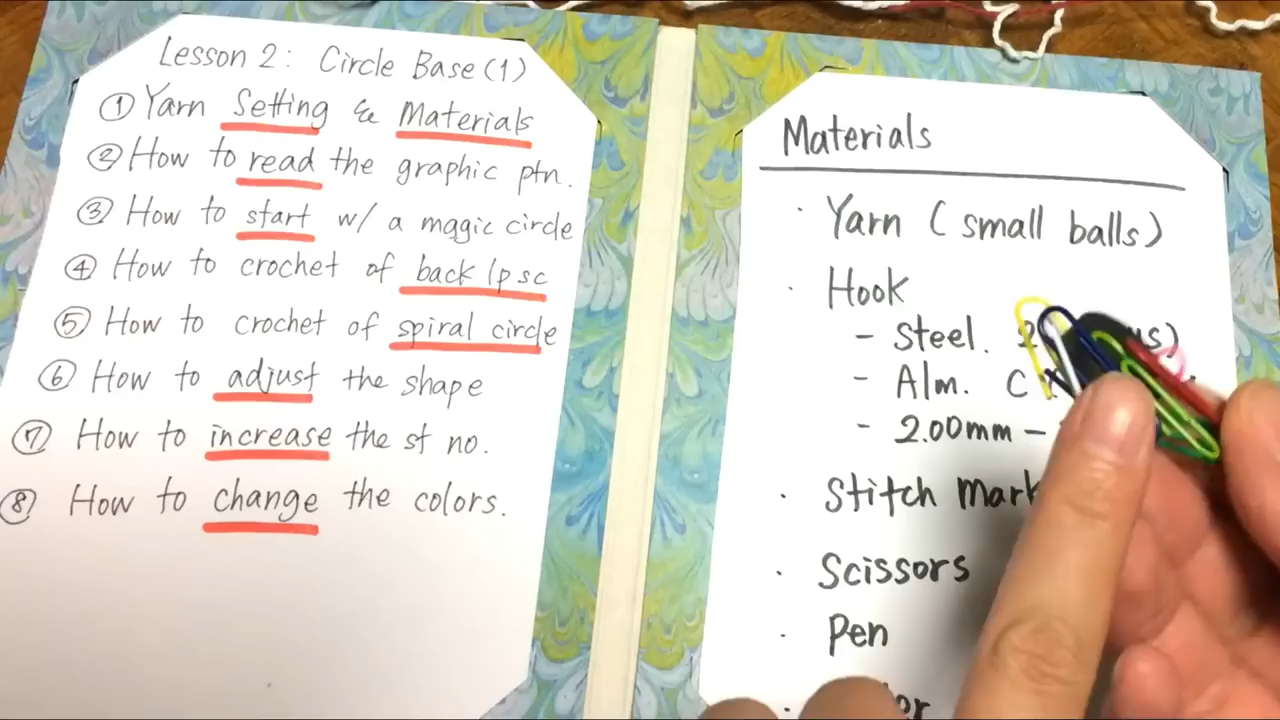 Lesson 2: Circle Base (1)
① Yarn Setting & Materials
② How to read the graphic ptn.
③ How to start w/ a magic circle
④ How to crochet of back lp sc
⑤ How to crochet of spiral circle
⑥ How to adjust the shape
⑦ How to increase the st no.
⑧ How to change the colors.
Materials
· Yarn (small balls)
· Hook
- Steel.
- Alm. C
- 2.00mm -
· Stitch
· Scissors
· Pen